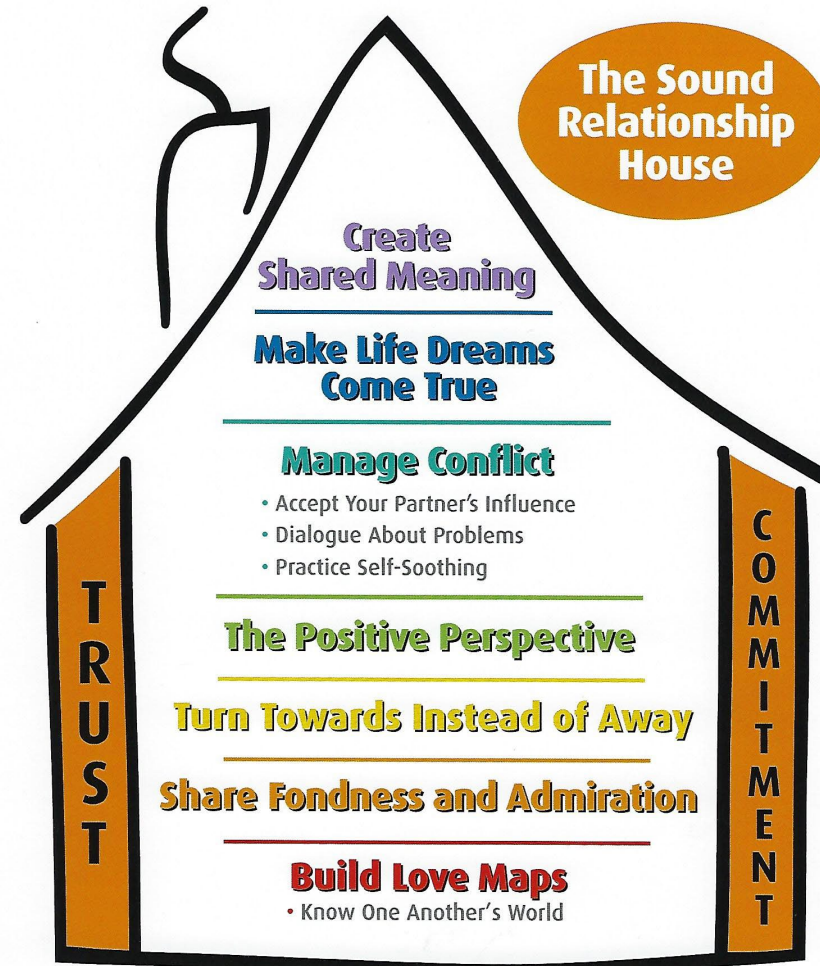 The Sound
Relationship
House
Create
Shared Meaning
Make Life Dreams
Come True
Manage Conflict
• Accept Your Partner's Influence
• Dialogue About Problems
• Practice Self-Soothing
The Positive Perspective
Turn Towards Instead of Away
Share Fondness and Admiration
Build Love Maps
• Know One Another's World
TRUST
COMMITMENT